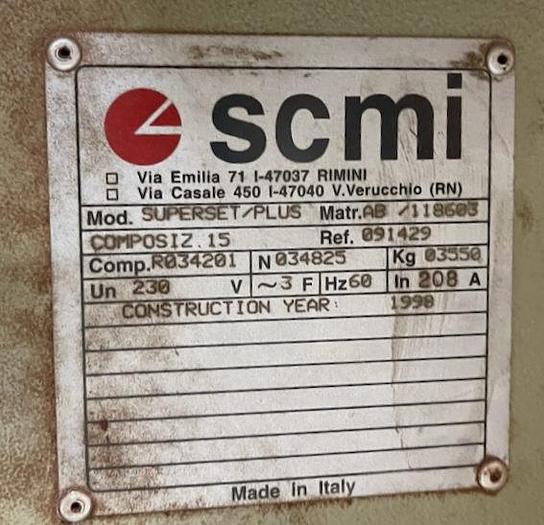 scmi
Via Emilia 71 I-47037 RIMINI
Via Casale 450 I-47040 V.Verucchio (RN)
Mod. SUPERSET/PLUS Matr. AB /118603
COMPOSIZ.15 Ref. 091429
Comp. R034201 N 034825 Kg 03550
Un 230 V ~3 F Hz 60 In 208 A
CONSTRUCTION YEAR: 1998
Made in Italy